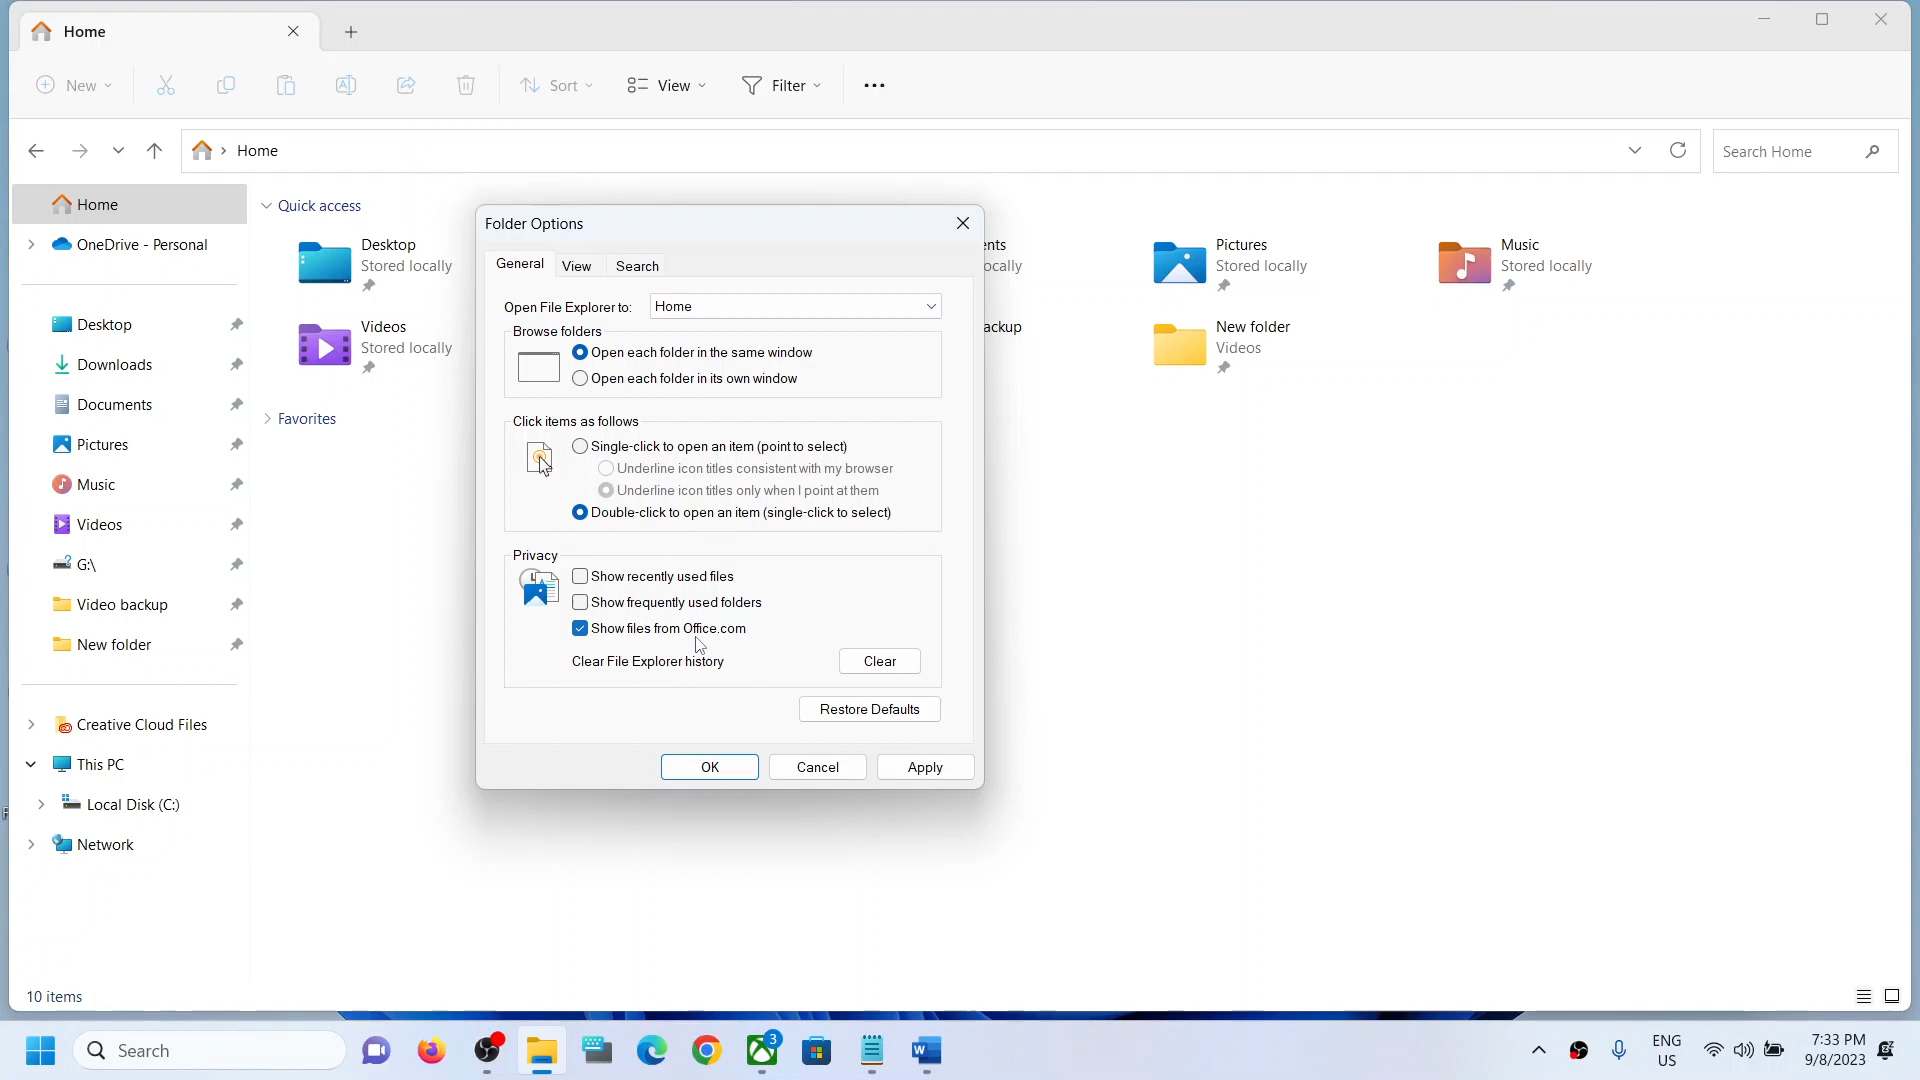 Home
New
Sort
View
Filter
Home
Search Home
Home
OneDrive - Personal
Desktop
Downloads
Documents
Pictures
Music
Videos
G:\
Video backup
New folder
Creative Cloud Files
This PC
Local Disk (C:)
Network
Quick access
Desktop
Stored locally
ents
ocally
Pictures
Stored locally
Music
Stored locally
Videos
Stored locally
ackup
New folder
Videos
Favorites
Folder Options
General
View
Search
Open File Explorer to:
Home
Browse folders
Open each folder in the same window
Open each folder in its own window
Click items as follows
Single-click to open an item (point to select)
Underline icon titles consistent with my browser
Underline icon titles only when I point at them
Double-click to open an item (single-click to select)
Privacy
Show recently used files
Show frequently used folders
Show files from Office.com
Clear File Explorer history
Clear
Restore Defaults
OK
Cancel
Apply
10 items
Search
3
ENG
US
7:33 PM
9/8/2023